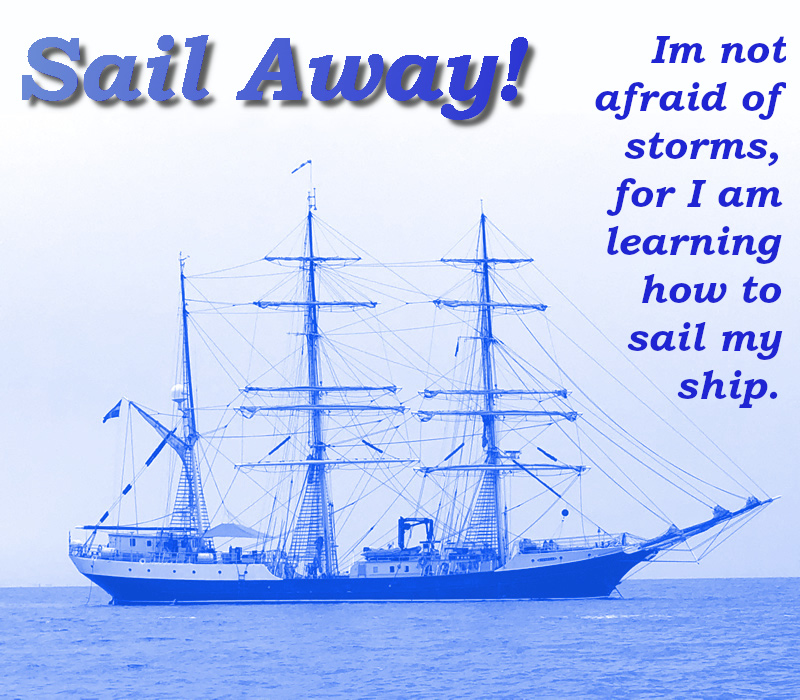 Sail Away!
Im not
afraid of
storms,
for I am
learning
how to
sail my
ship.